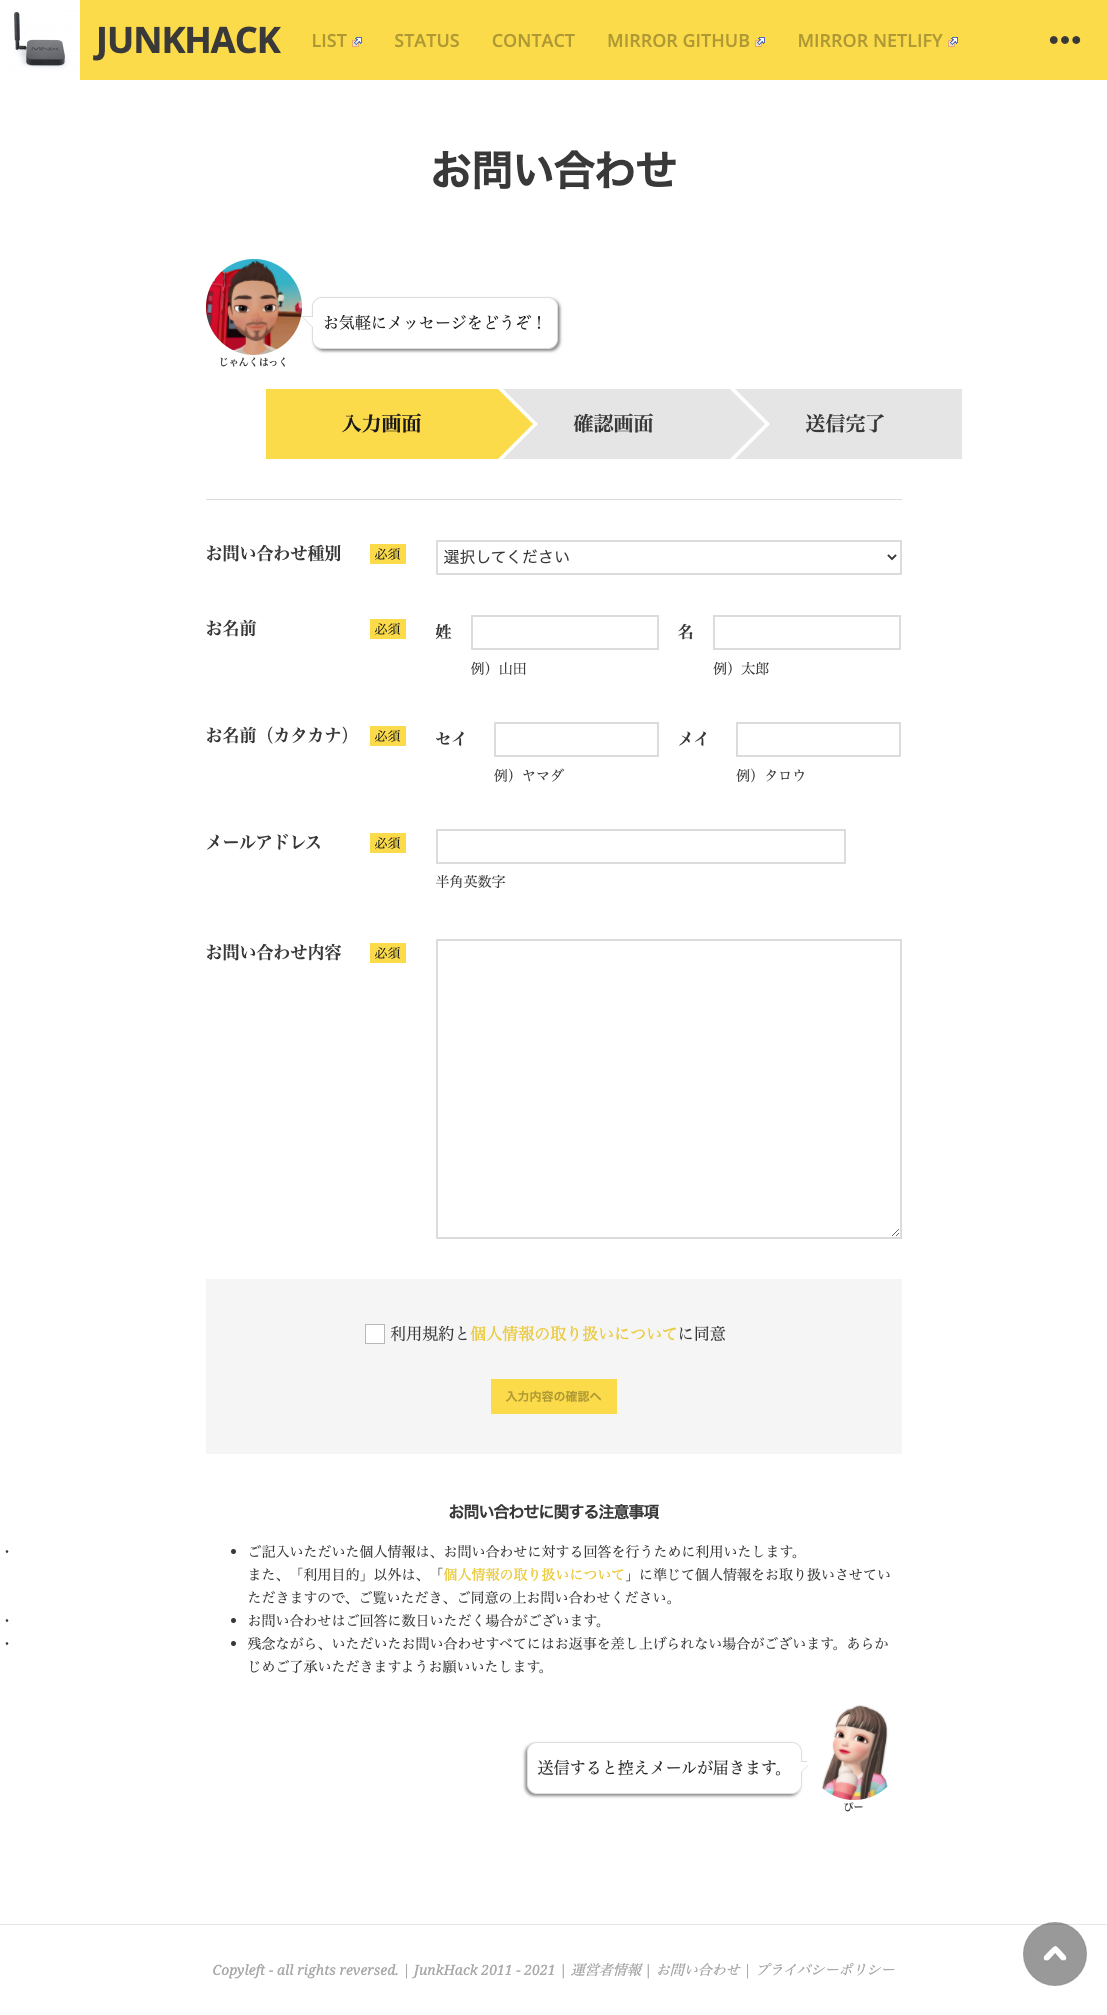 JUNKHACK LIST STATUS CONTACT MIRROR GITHUB MIRROR NETLIFY
お問い合わせ
お気軽にメッセージをどうぞ！
じゃんくはっく
入力画面 確認画面 送信完了
お問い合わせ種別 必須 選択してください
お名前 必須 姓 名
例）山田 例）太郎
お名前（カタカナ） 必須 セイ メイ
例）ヤマダ 例）タロウ
メールアドレス 必須
半角英数字
お問い合わせ内容 必須
利用規約と個人情報の取り扱いについてに同意
入力内容の確認へ
お問い合わせに関する注意事項
・ ご記入いただいた個人情報は、お問い合わせに対する回答を行うために利用いたします。
また、「利用目的」以外は、「個人情報の取り扱いについて」に準じて個人情報をお取り扱いさせてい
ただきますので、ご覧いただき、ご同意の上お問い合わせください。
・ お問い合わせはご回答に数日いただく場合がございます。
・ 残念ながら、いただいたお問い合わせすべてにはお返事を差し上げられない場合がございます。あらか
じめご了承いただきますようお願いいたします。
送信すると控えメールが届きます。
ぴー
Copyleft - all rights reversed. | JunkHack 2011 - 2021 | 運営者情報 | お問い合わせ | プライバシーポリシー